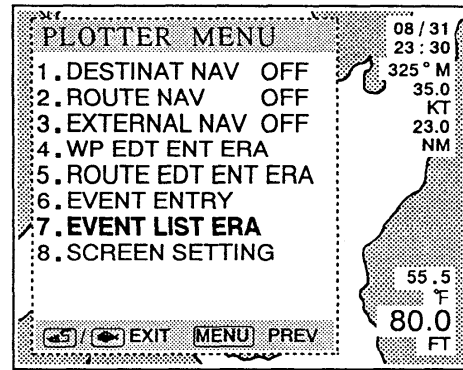 PLOTTER MENU
1. DESTINAT NAV OFF
2. ROUTE NAV OFF
3. EXTERNAL NAV OFF
4. WP EDT ENT ERA
5. ROUTE EDT ENT ERA
6. EVENT ENTRY
7. EVENT LIST ERA
8. SCREEN SETTING
/ EXIT MENU PREV
08/31
23:30
325°M
35.0
KT
23.0
NM
55.5
°F
80.0
FT